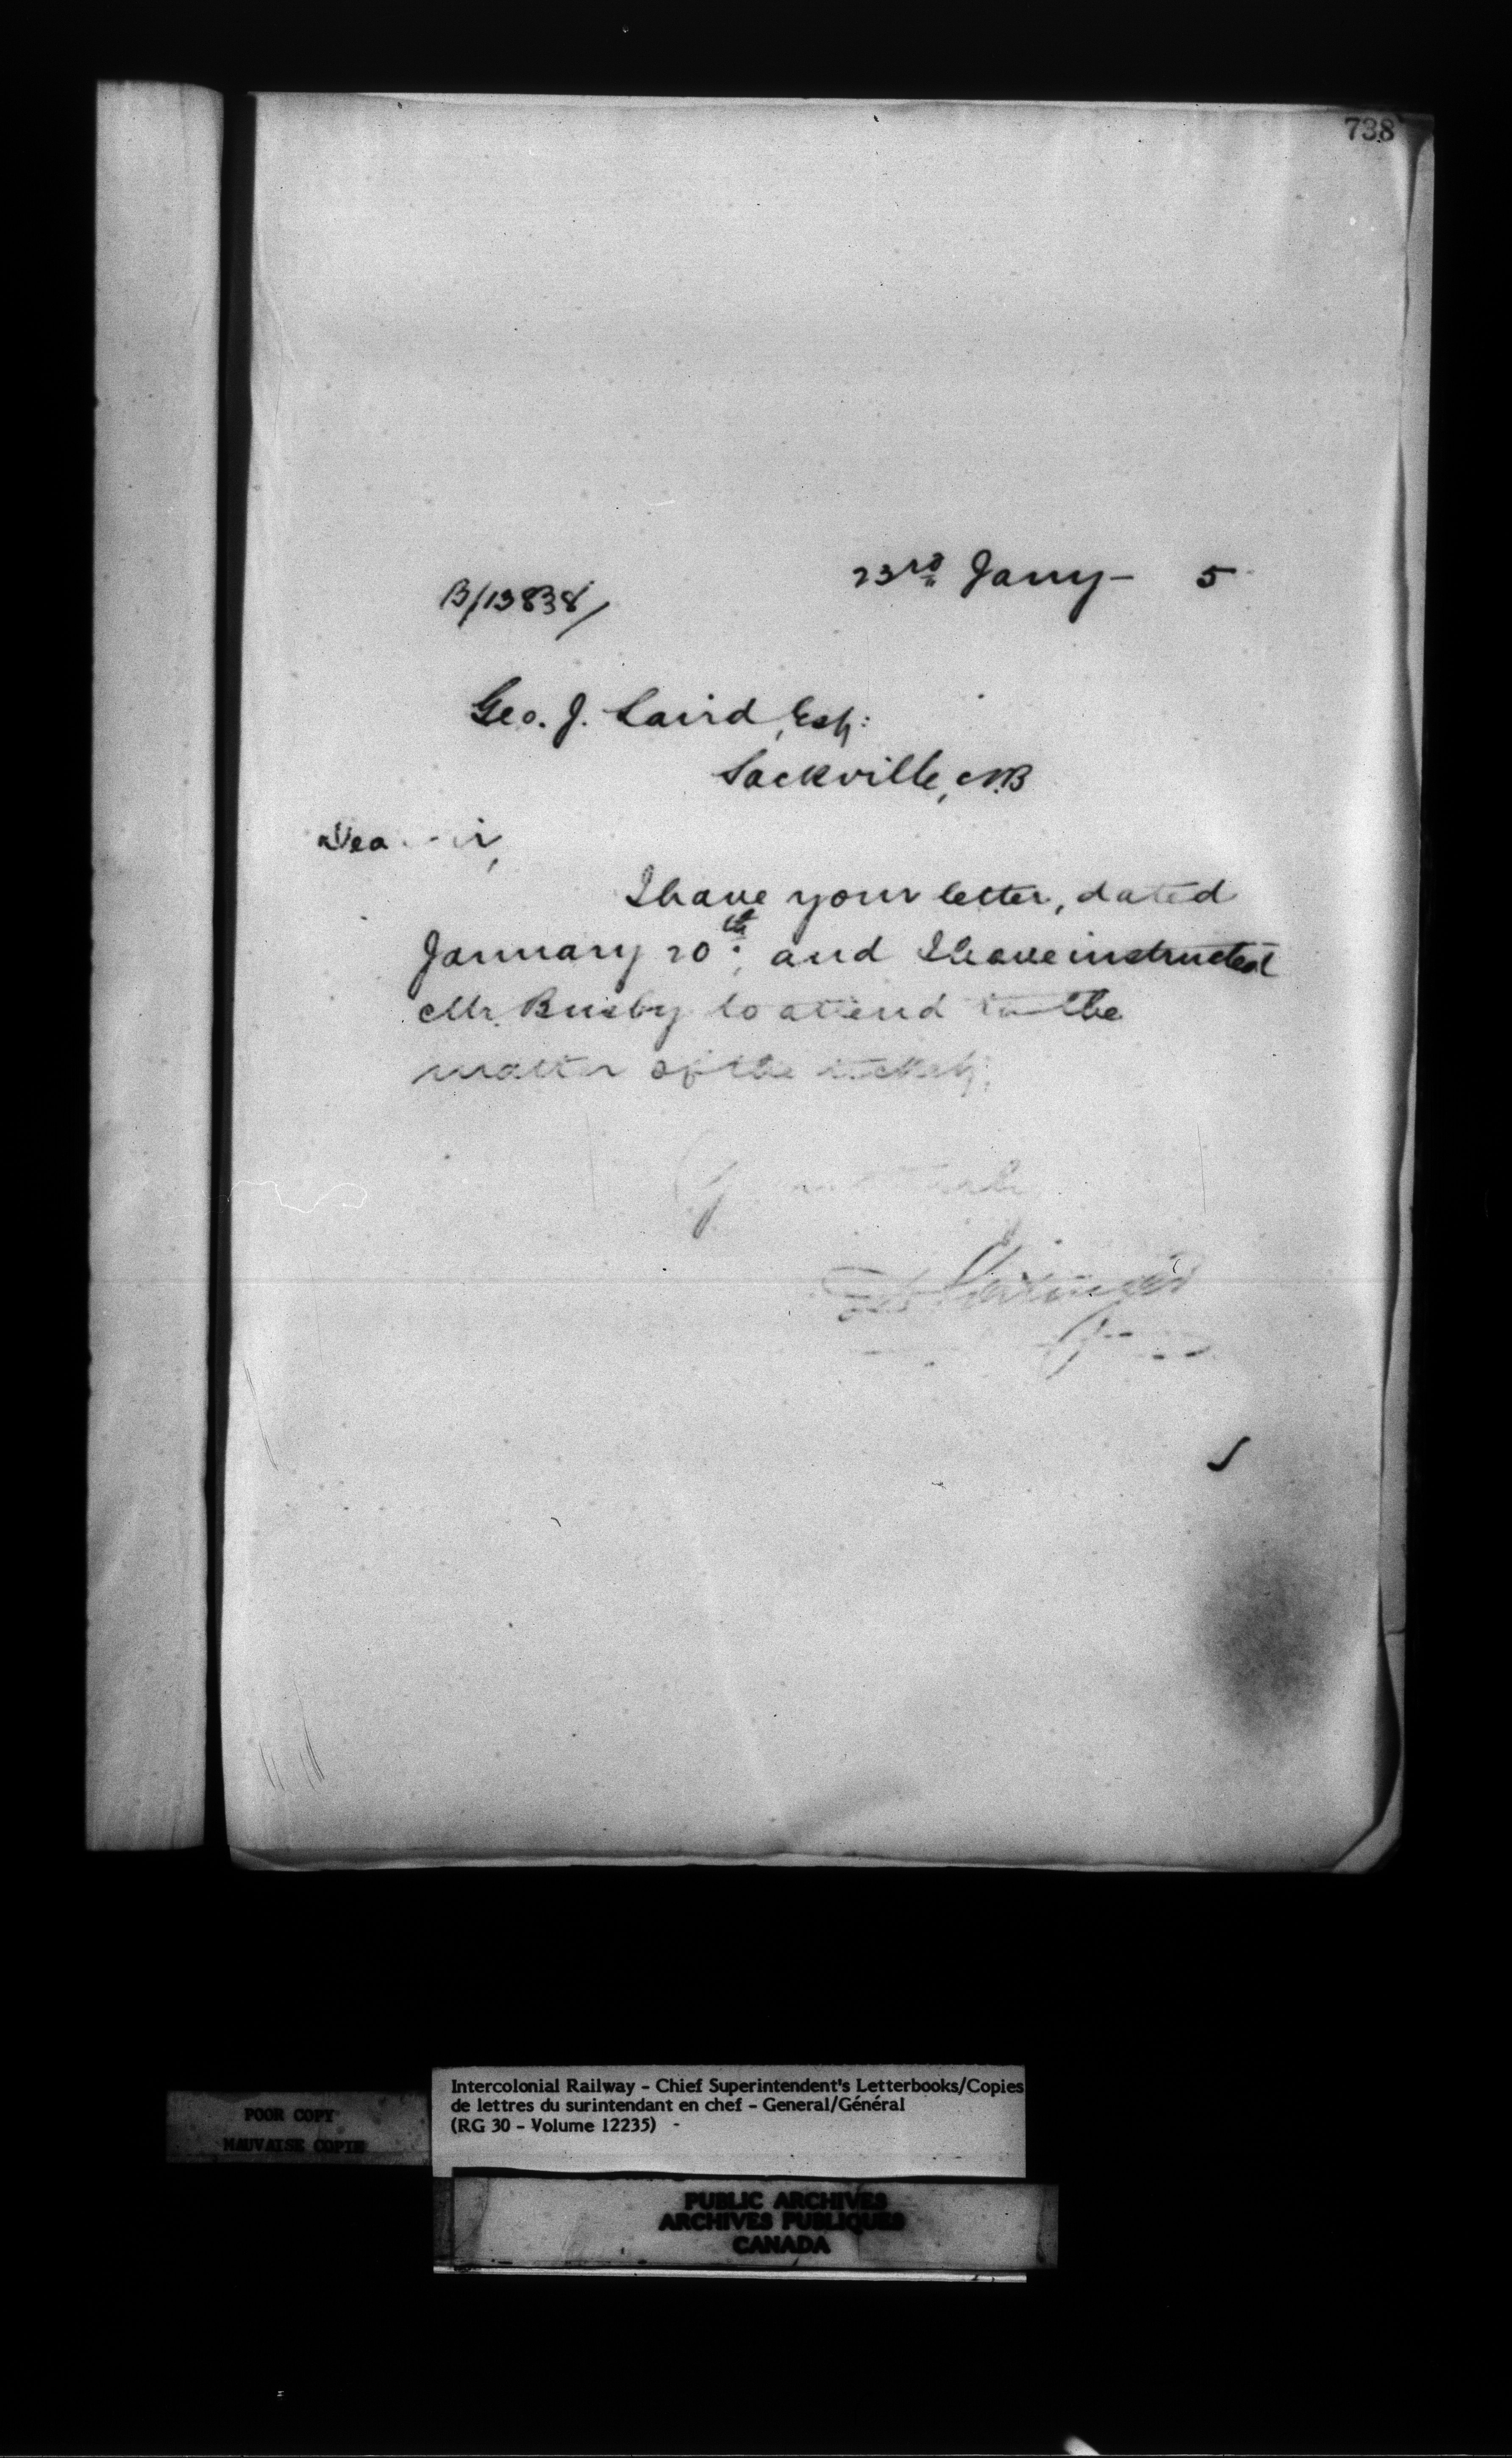 738
23rd Jany - 5
B/13838/
Geo. J. Laird, Esq:
Sackville, N.B
Dea
I have your letter, dated
January 20th, and I have instructed
Mr. Busby to attend to the
matter of the tickets.
POOR COPY
MAUVAISE COPIE
Intercolonial Railway - Chief Superintendent's Letterbooks/Copies
de lettres du surintendant en chef - General/Général
(RG 30 - Volume 12235) -
PUBLIC ARCHIVES
ARCHIVES PUBLIQUES
CANADA